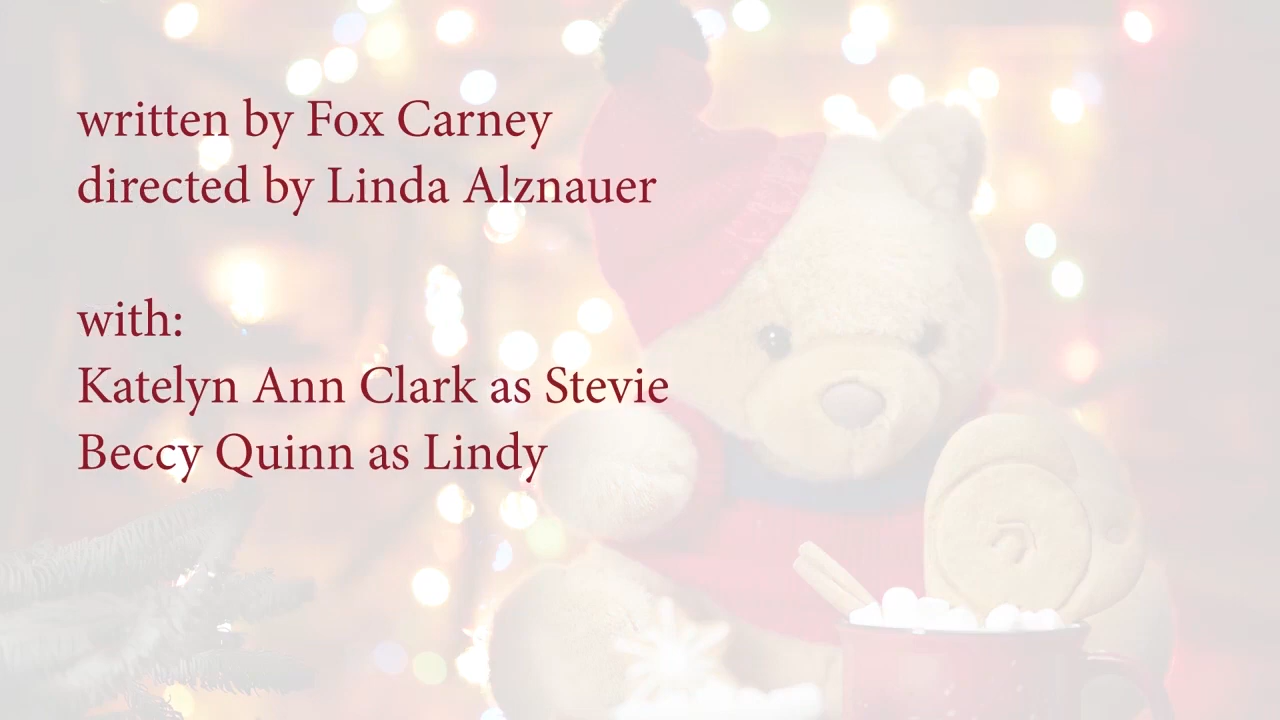 written by Fox Carney
directed by Linda Alznauer
with:
Katelyn Ann Clark as Stevie
Beccy Quinn as Lindy